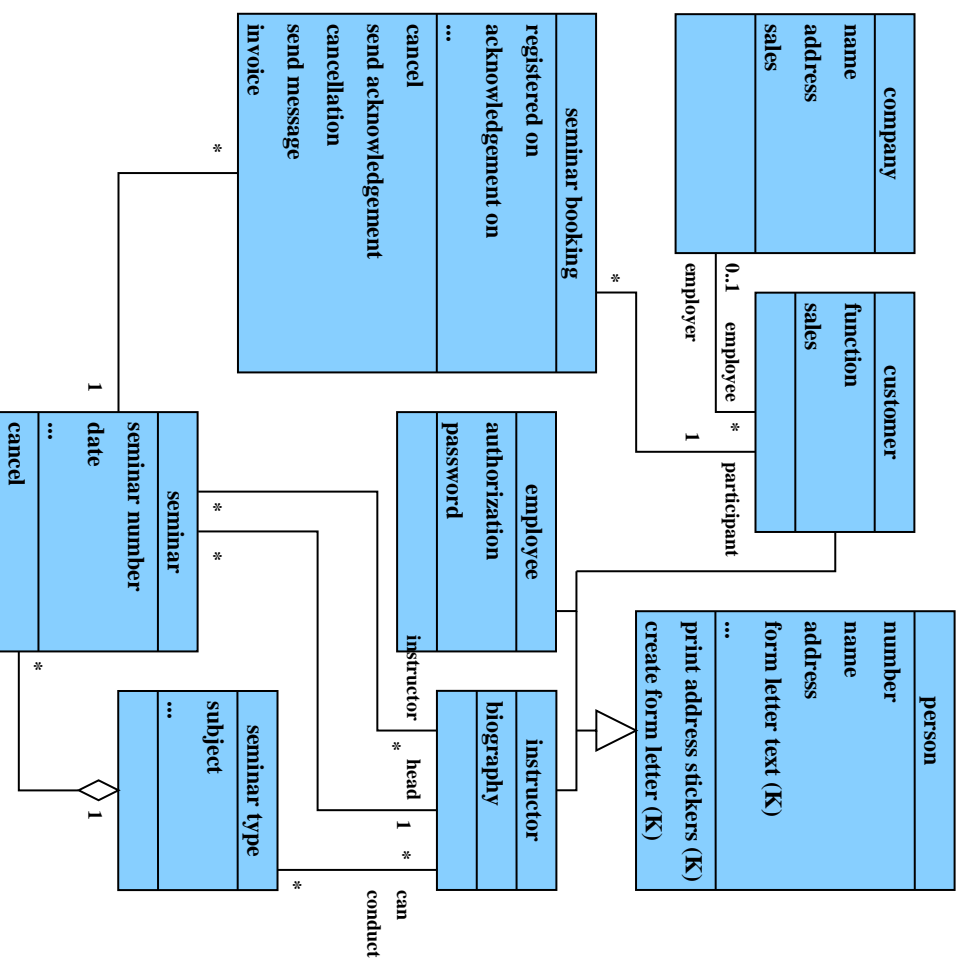 company
name
address
sales
0..1
employer
employee
*
customer
function
sales
1
participant
person
number
name
address
form letter text (K)
...
print address stickers (K)
create form letter (K)
seminar booking
registered on
acknowledgement on
...
cancel
send acknowledgement
cancellation
send message
invoice
*
*
1
employee
authorization
password
instructor
biography
instructor
*
head
1
*
can
conduct
*
seminar
seminar number
date
...
cancel
*
*
*
seminar type
subject
...
1